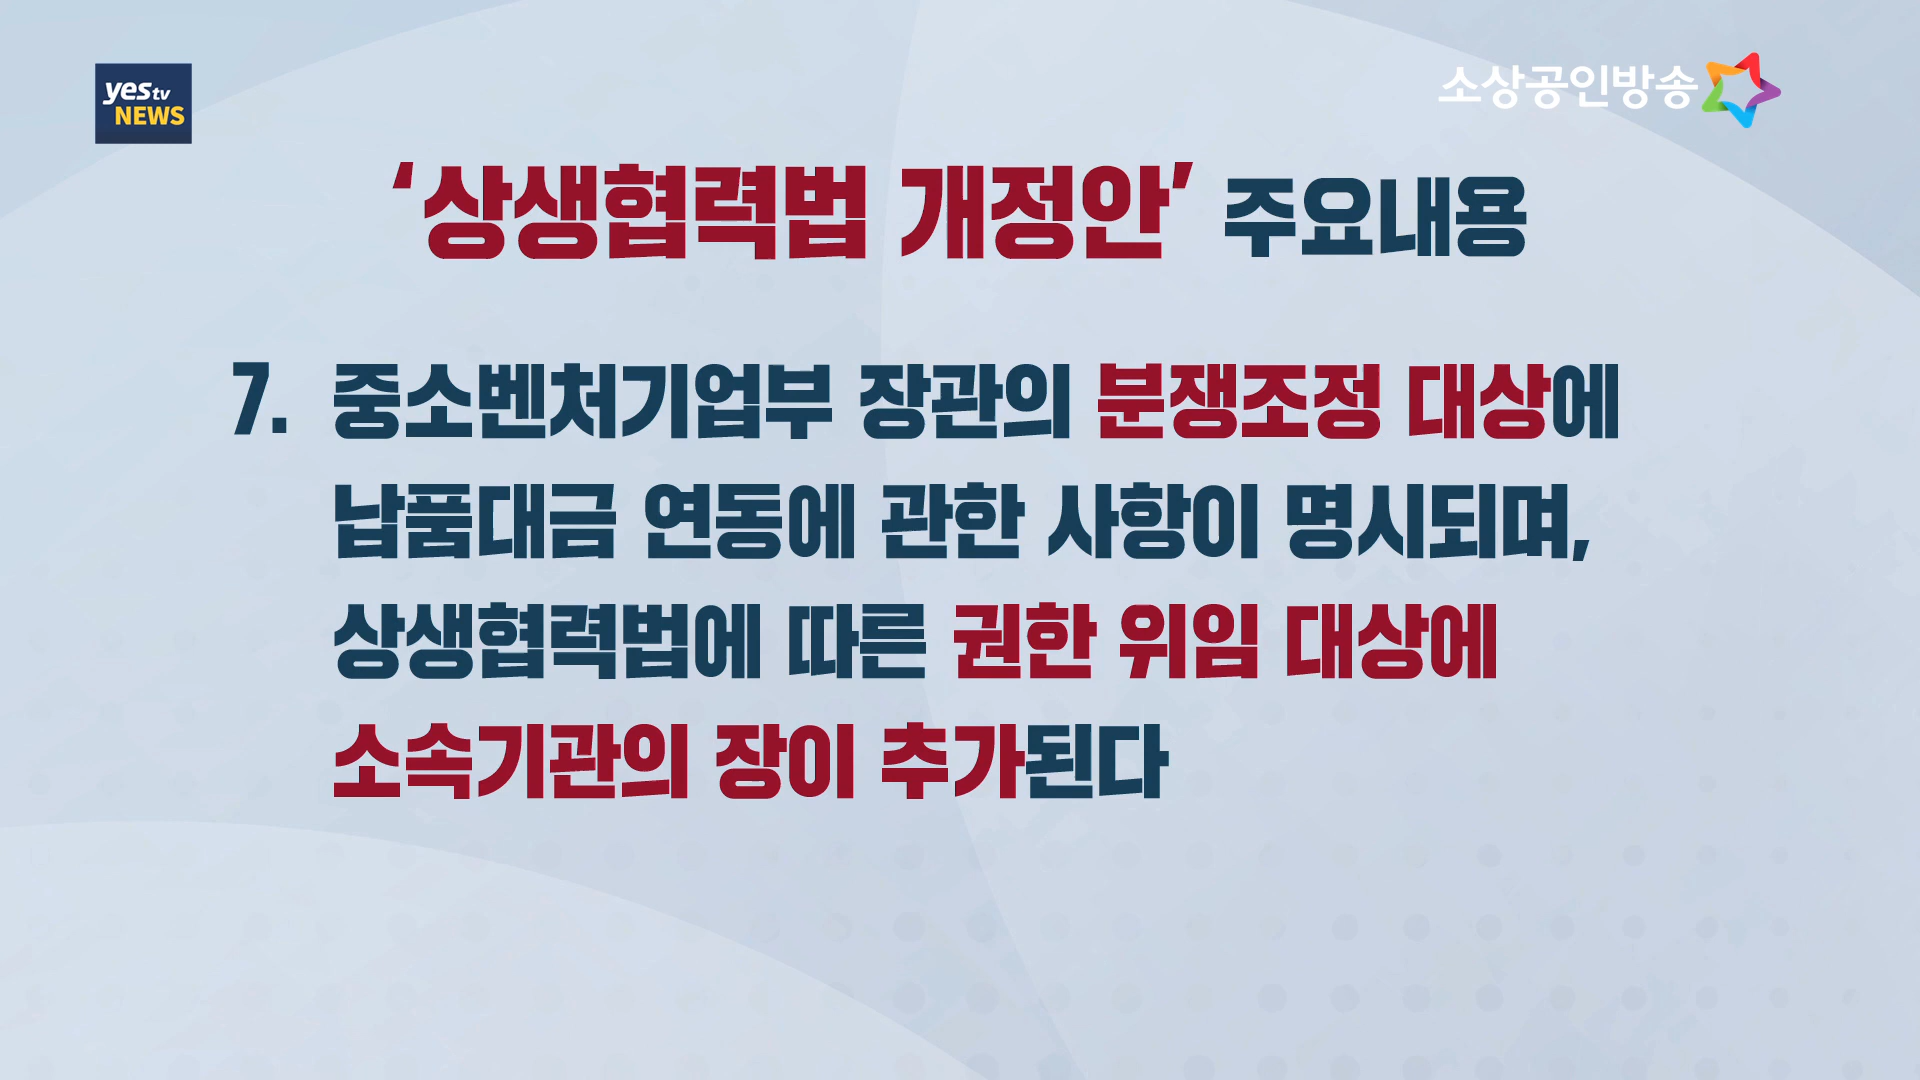 yes tv
NEWS
소상공인방송
‘상생협력법 개정안’ 주요내용
7. 중소벤처기업부 장관의 분쟁조정 대상에
납품대금 연동에 관한 사항이 명시되며,
상생협력법에 따른 권한 위임 대상에
소속기관의 장이 추가된다